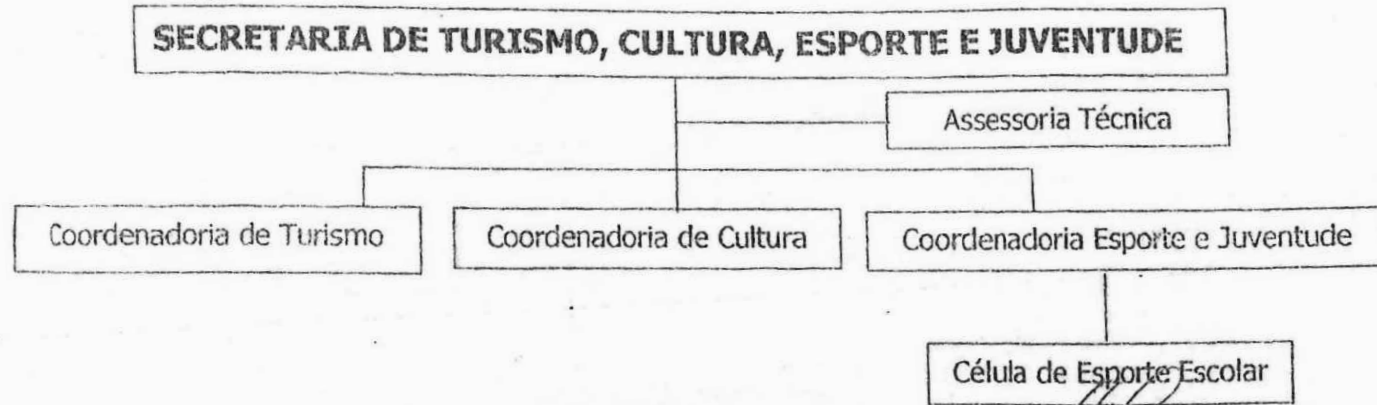 SECRETARIA DE TURISMO, CULTURA, ESPORTE E JUVENTUDE
Assessoria Técnica
Coordenadoria de Turismo
Coordenadoria de Cultura
Coordenadoria Esporte e Juventude
Célula de Esporte Escolar